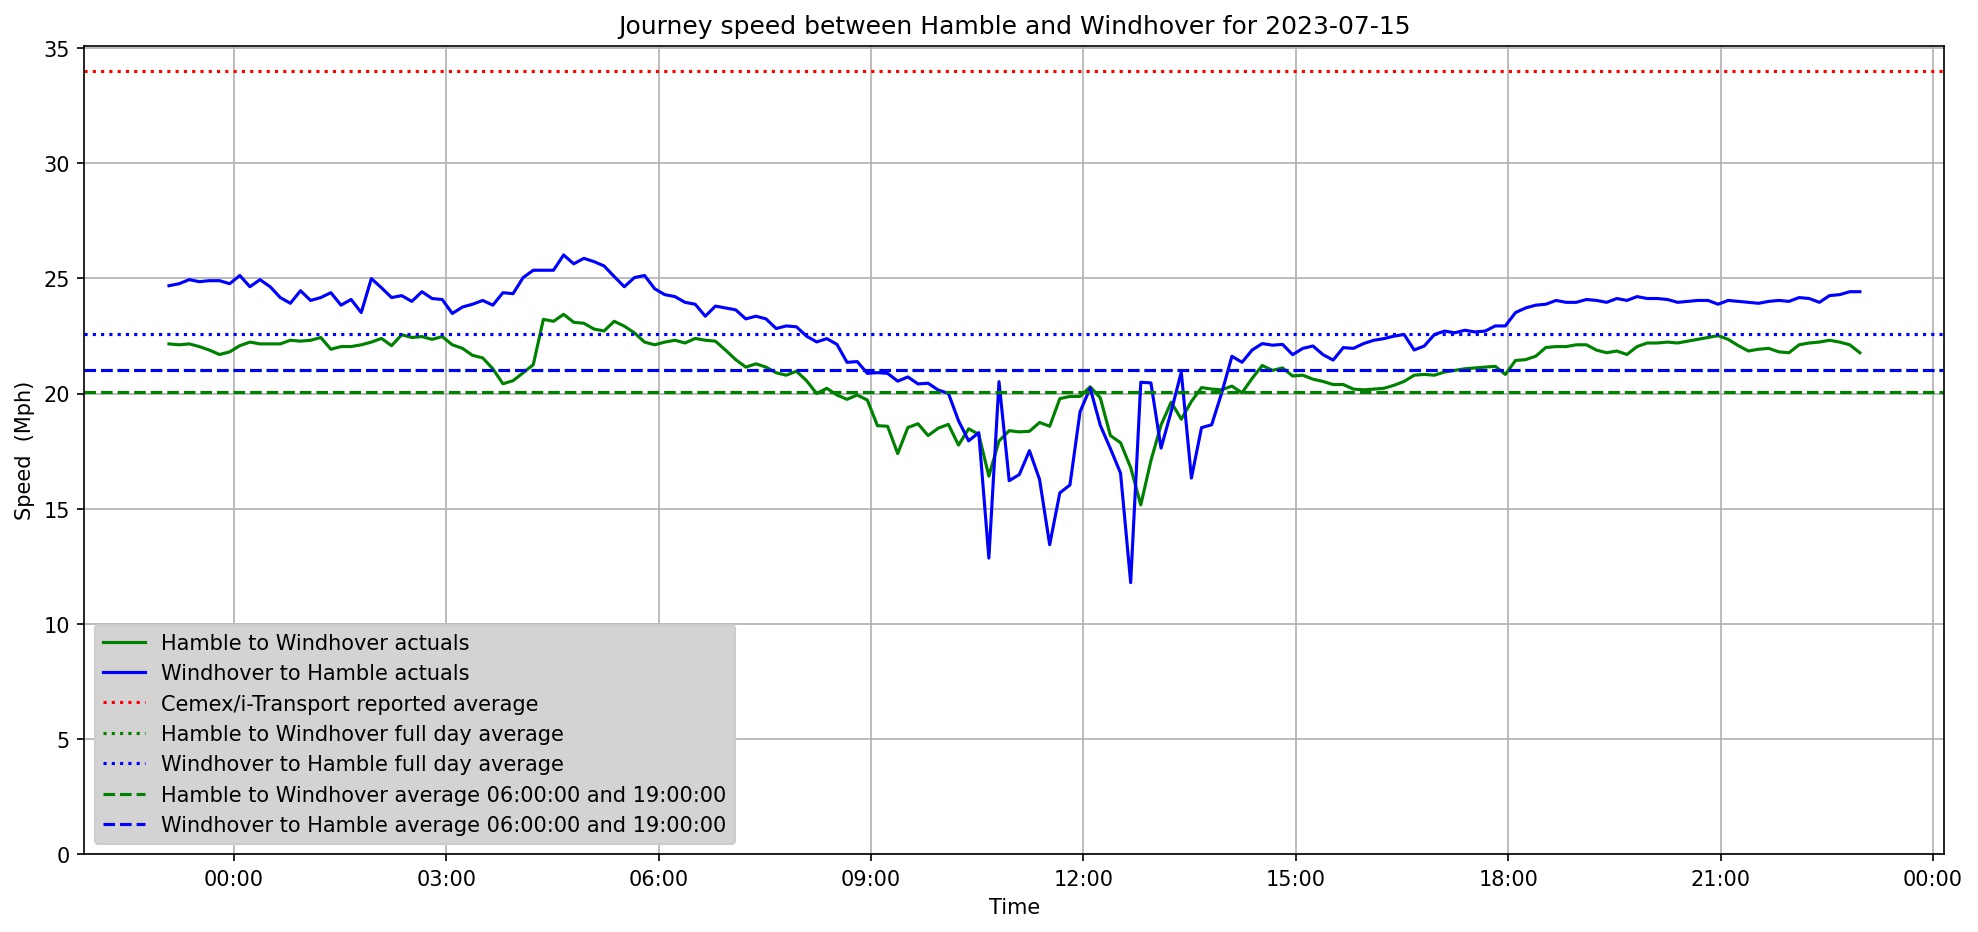 Journey speed between Hamble and Windhover for 2023-07-15
35
30
25
20
15
10
5
0
Speed (Mph)
Hamble to Windhover actuals
Windhover to Hamble actuals
Cemex/i-Transport reported average
Hamble to Windhover full day average
Windhover to Hamble full day average
Hamble to Windhover average 06:00:00 and 19:00:00
Windhover to Hamble average 06:00:00 and 19:00:00
00:00 03:00 06:00 09:00 12:00 15:00 18:00 21:00 00:00
Time